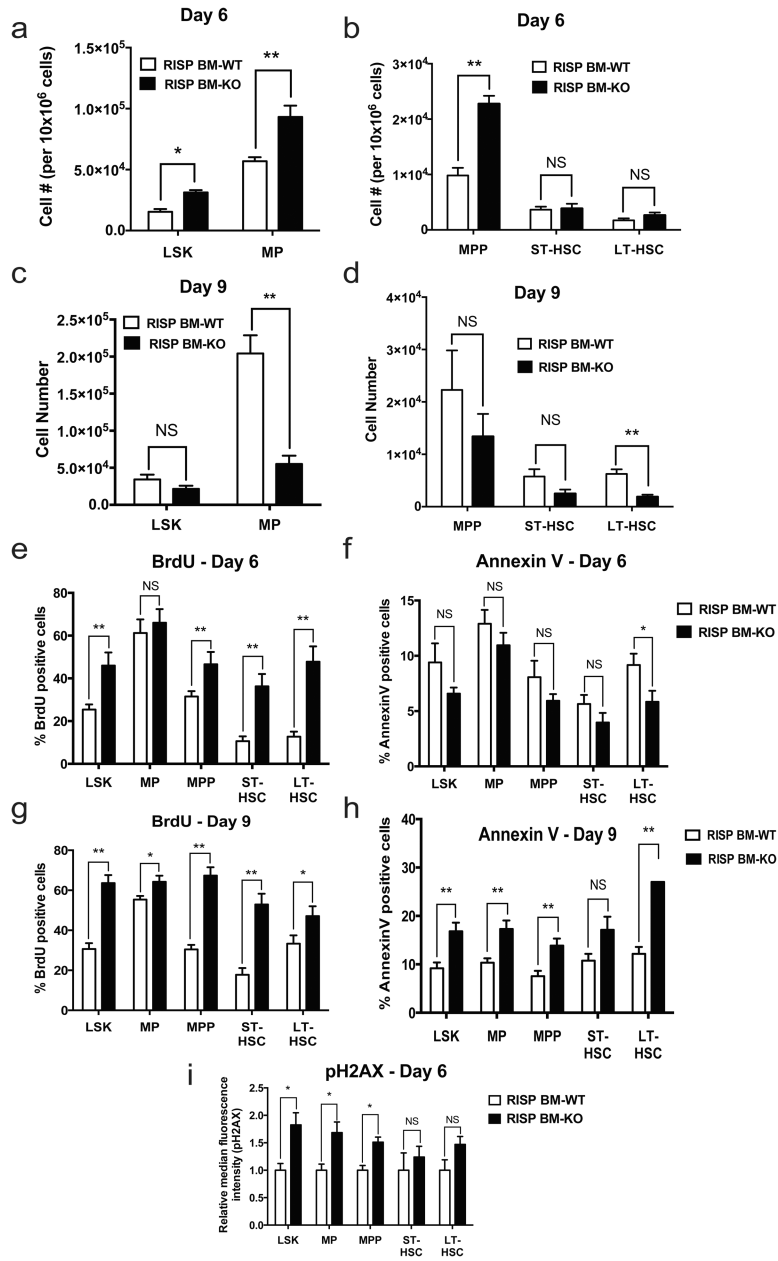 a
Day 6
Cell # (per 10x10⁶ cells)
1.5×10⁵
1.0×10⁵
5.0×10⁴
0.0
RISP BM-WT
RISP BM-KO
*
**
LSK
MP
b
Day 6
Cell # (per 10x10⁶ cells)
3×10⁴
2×10⁴
1×10⁴
0
RISP BM-WT
RISP BM-KO
**
NS
NS
MPP
ST-HSC
LT-HSC
c
Day 9
Cell Number
2.5×10⁵
2.0×10⁵
1.5×10⁵
1.0×10⁵
5.0×10⁴
0.0
RISP BM-WT
RISP BM-KO
NS
**
LSK
MP
d
Day 9
Cell Number
4×10⁴
3×10⁴
2×10⁴
1×10⁴
0
RISP BM-WT
RISP BM-KO
NS
NS
**
MPP
ST-HSC
LT-HSC
e
BrdU - Day 6
% BrdU positive cells
80
60
40
20
0
**
NS
**
**
**
LSK
MP
MPP
ST-
HSC
LT-
HSC
f
Annexin V - Day 6
% AnnexinV positive cells
15
10
5
0
NS
NS
NS
NS
*
RISP BM-WT
RISP BM-KO
LSK
MP
MPP
ST-
HSC
LT-
HSC
g
BrdU - Day 9
% BrdU positive cells
80
60
40
20
0
**
*
**
**
*
LSK
MP
MPP
ST-
HSC
LT-
HSC
h
Annexin V - Day 9
% AnnexinV positive cells
40
30
20
10
0
**
**
**
NS
**
RISP BM-WT
RISP BM-KO
LSK
MP
MPP
ST-
HSC
LT-
HSC
i
pH2AX - Day 6
Relative median fluorescence
intensity (pH2AX)
2.5
2.0
1.5
1.0
0.5
0.0
*
*
*
NS
NS
RISP BM-WT
RISP BM-KO
LSK
MP
MPP
ST-
HSC
LT-
HSC